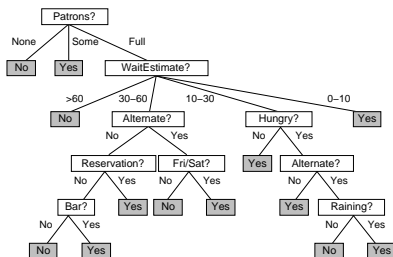 Patrons?
None Some Full
No Yes WaitEstimate?
>60 30–60 10–30 0–10
No Alternate? Hungry? Yes
No Yes No Yes
Reservation? Fri/Sat? Yes Alternate?
No Yes No Yes No Yes
Bar? Yes No Yes Yes Raining?
No Yes No Yes
No Yes No Yes